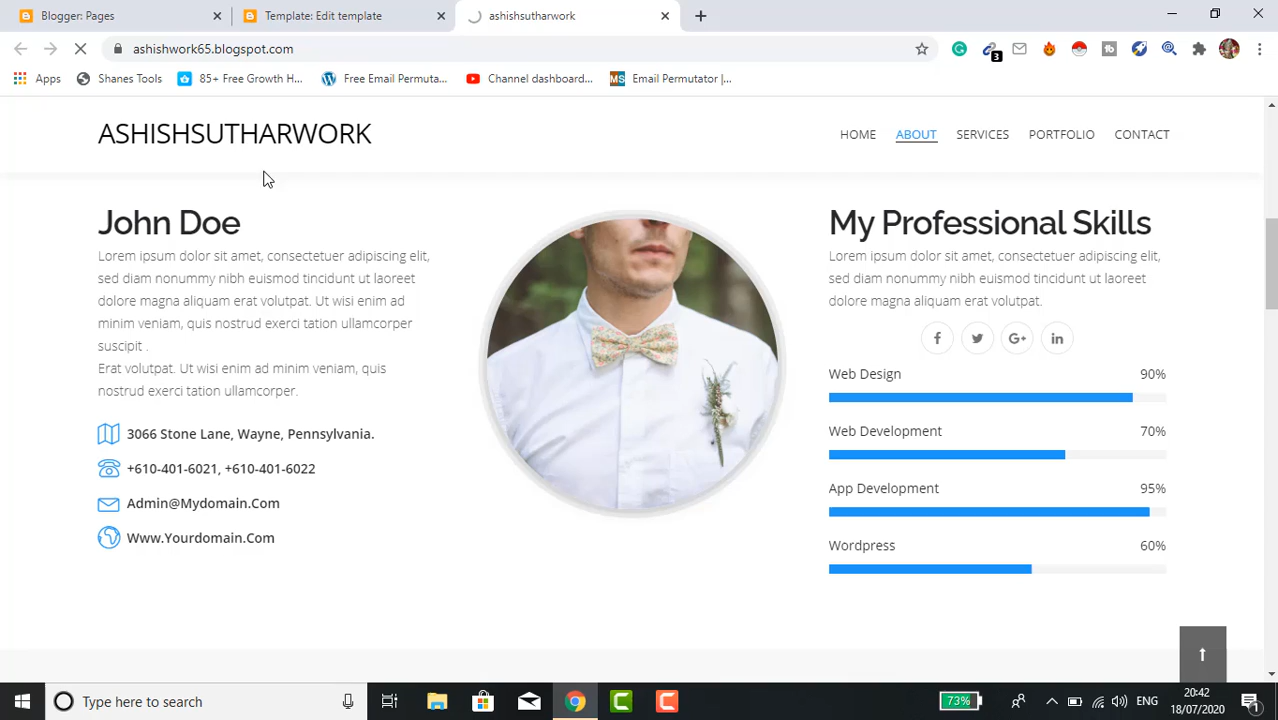 Blogger: Pages
Template: Edit template
ashishsutharwork
ashishwork65.blogspot.com
3
Apps
Shanes Tools
85+ Free Growth H...
Free Email Permuta...
Channel dashboard...
MS
Email Permutator |...
ASHISHSUTHARWORK
HOME
ABOUT
SERVICES
PORTFOLIO
CONTACT
John Doe
Lorem ipsum dolor sit amet, consectetuer adipiscing elit,
sed diam nonummy nibh euismod tincidunt ut laoreet
dolore magna aliquam erat volutpat. Ut wisi enim ad
minim veniam, quis nostrud exerci tation ullamcorper
suscipit .
Erat volutpat. Ut wisi enim ad minim veniam, quis
nostrud exerci tation ullamcorper.
3066 Stone Lane, Wayne, Pennsylvania.
+610-401-6021, +610-401-6022
Admin@Mydomain.Com
Www.Yourdomain.Com
My Professional Skills
Lorem ipsum dolor sit amet, consectetuer adipiscing elit,
sed diam nonummy nibh euismod tincidunt ut laoreet
dolore magna aliquam erat volutpat.
Web Design 90%
Web Development 70%
App Development 95%
Wordpress 60%
Type here to search
73%
ENG
20:42
18/07/2020
1